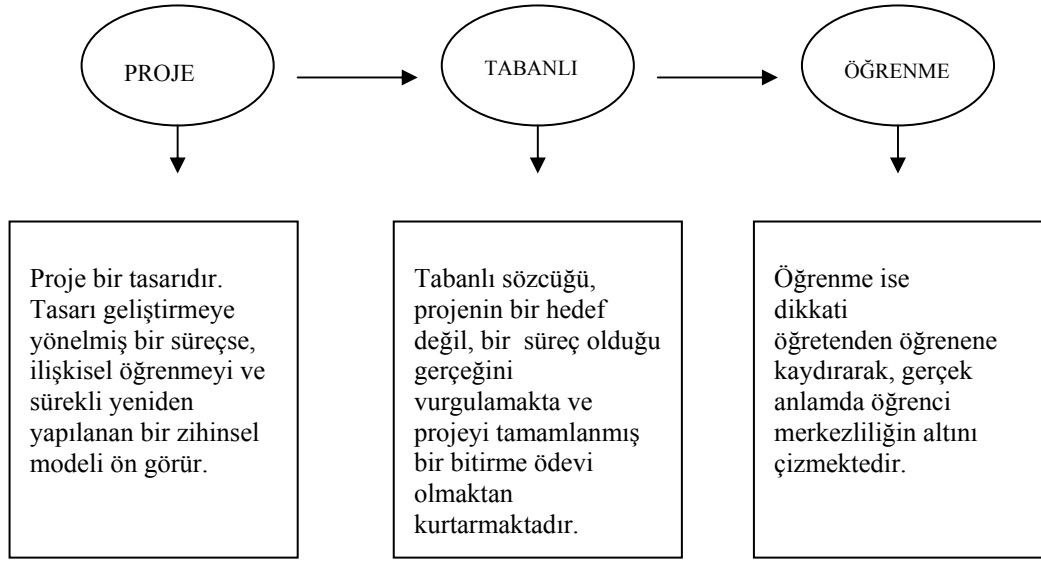 PROJE
TABANLI
ÖĞRENME
Proje bir tasarıdır.
Tasarı geliştirmeye
yönelmiş bir süreçse,
ilişkisel öğrenmeyi ve
sürekli yeniden
yapılanan bir zihinsel
modeli ön görür.
Tabanlı sözcüğü,
projenin bir hedef
değil, bir süreç olduğu
gerçeğini
vurgulamakta ve
projeyi tamamlanmış
bir bitirme ödevi
olmaktan
kurtarmaktadır.
Öğrenme ise
dikkati
öğretenden öğrenene
kaydırarak, gerçek
anlamda öğrenci
merkezliliğin altını
çizmektedir.